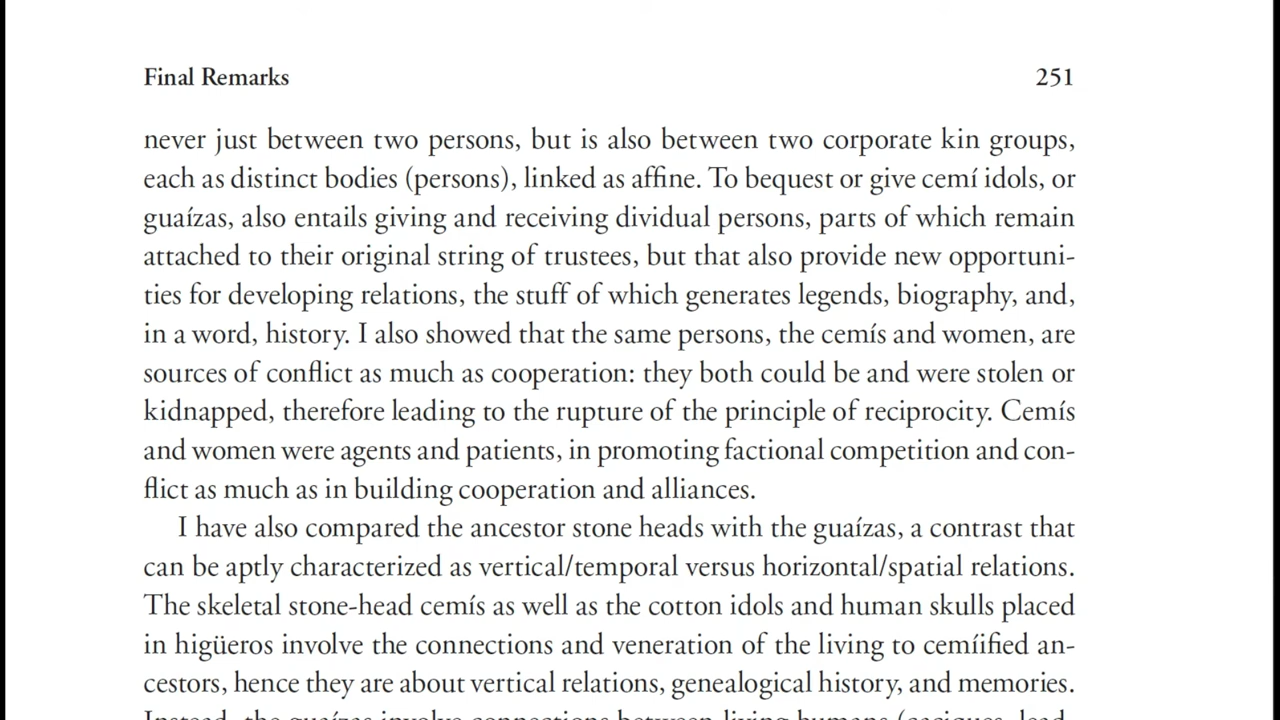 Final Remarks 251
never just between two persons, but is also between two corporate kin groups,
each as distinct bodies (persons), linked as affine. To bequest or give cemí idols, or
guaízas, also entails giving and receiving dividual persons, parts of which remain
attached to their original string of trustees, but that also provide new opportuni-
ties for developing relations, the stuff of which generates legends, biography, and,
in a word, history. I also showed that the same persons, the cemís and women, are
sources of conflict as much as cooperation: they both could be and were stolen or
kidnapped, therefore leading to the rupture of the principle of reciprocity. Cemís
and women were agents and patients, in promoting factional competition and con-
flict as much as in building cooperation and alliances.
I have also compared the ancestor stone heads with the guaízas, a contrast that
can be aptly characterized as vertical/temporal versus horizontal/spatial relations.
The skeletal stone-head cemís as well as the cotton idols and human skulls placed
in higüeros involve the connections and veneration of the living to cemíified an-
cestors, hence they are about vertical relations, genealogical history, and memories.
Instead, the guaízas involve connections between living humans (caciques, lead-